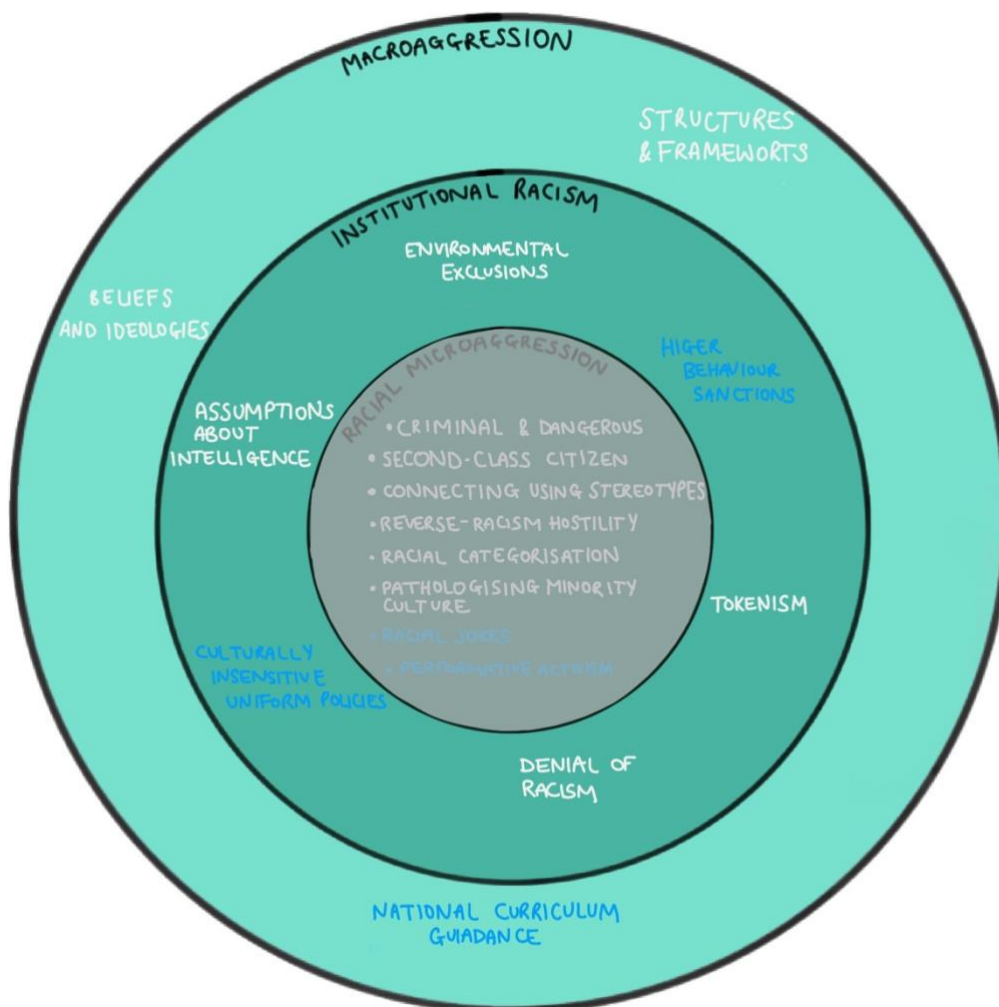 MACROAGGRESSION
STRUCTURES
& FRAMEWORTS
INSTITUTIONAL RACISM
ENVIRONMENTAL
EXCLUSIONS
BELIEFS
AND IDEOLOGIES
HIGER
BEHAVIOUR
SANCTIONS
RACIAL MICROAGGRESSION
ASSUMPTIONS
ABOUT
INTELLIGENCE
• CRIMINAL & DANGEROUS
• SECOND-CLASS CITIZEN
• CONNECTING USING STEREOTYPES
• REVERSE-RACISM HOSTILITY
• RACIAL CATEGORISATION
• PATHOLOGISING MINORITY
CULTURE
• RACIAL JOKES
• PERFORMATIVE ACTIVISM
TOKENISM
CULTURALLY
INSENSITIVE
UNIFORM POLICIES
DENIAL OF
RACISM
NATIONAL CURRICULUM
GUIADANCE